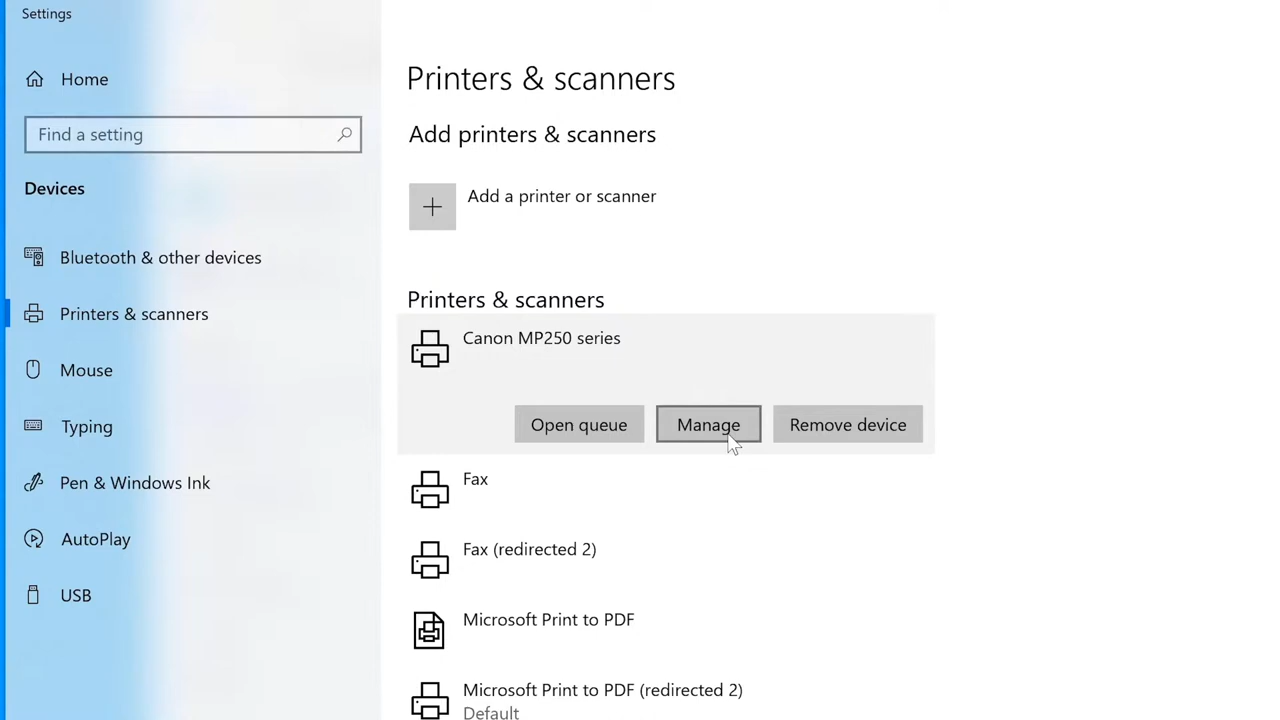 Settings
Home
Find a setting
Devices
Bluetooth & other devices
Printers & scanners
Mouse
Typing
Pen & Windows Ink
AutoPlay
USB
Printers & scanners
Add printers & scanners
Add a printer or scanner
Printers & scanners
Canon MP250 series
Open queue
Manage
Remove device
Fax
Fax (redirected 2)
Microsoft Print to PDF
Microsoft Print to PDF (redirected 2)
Default